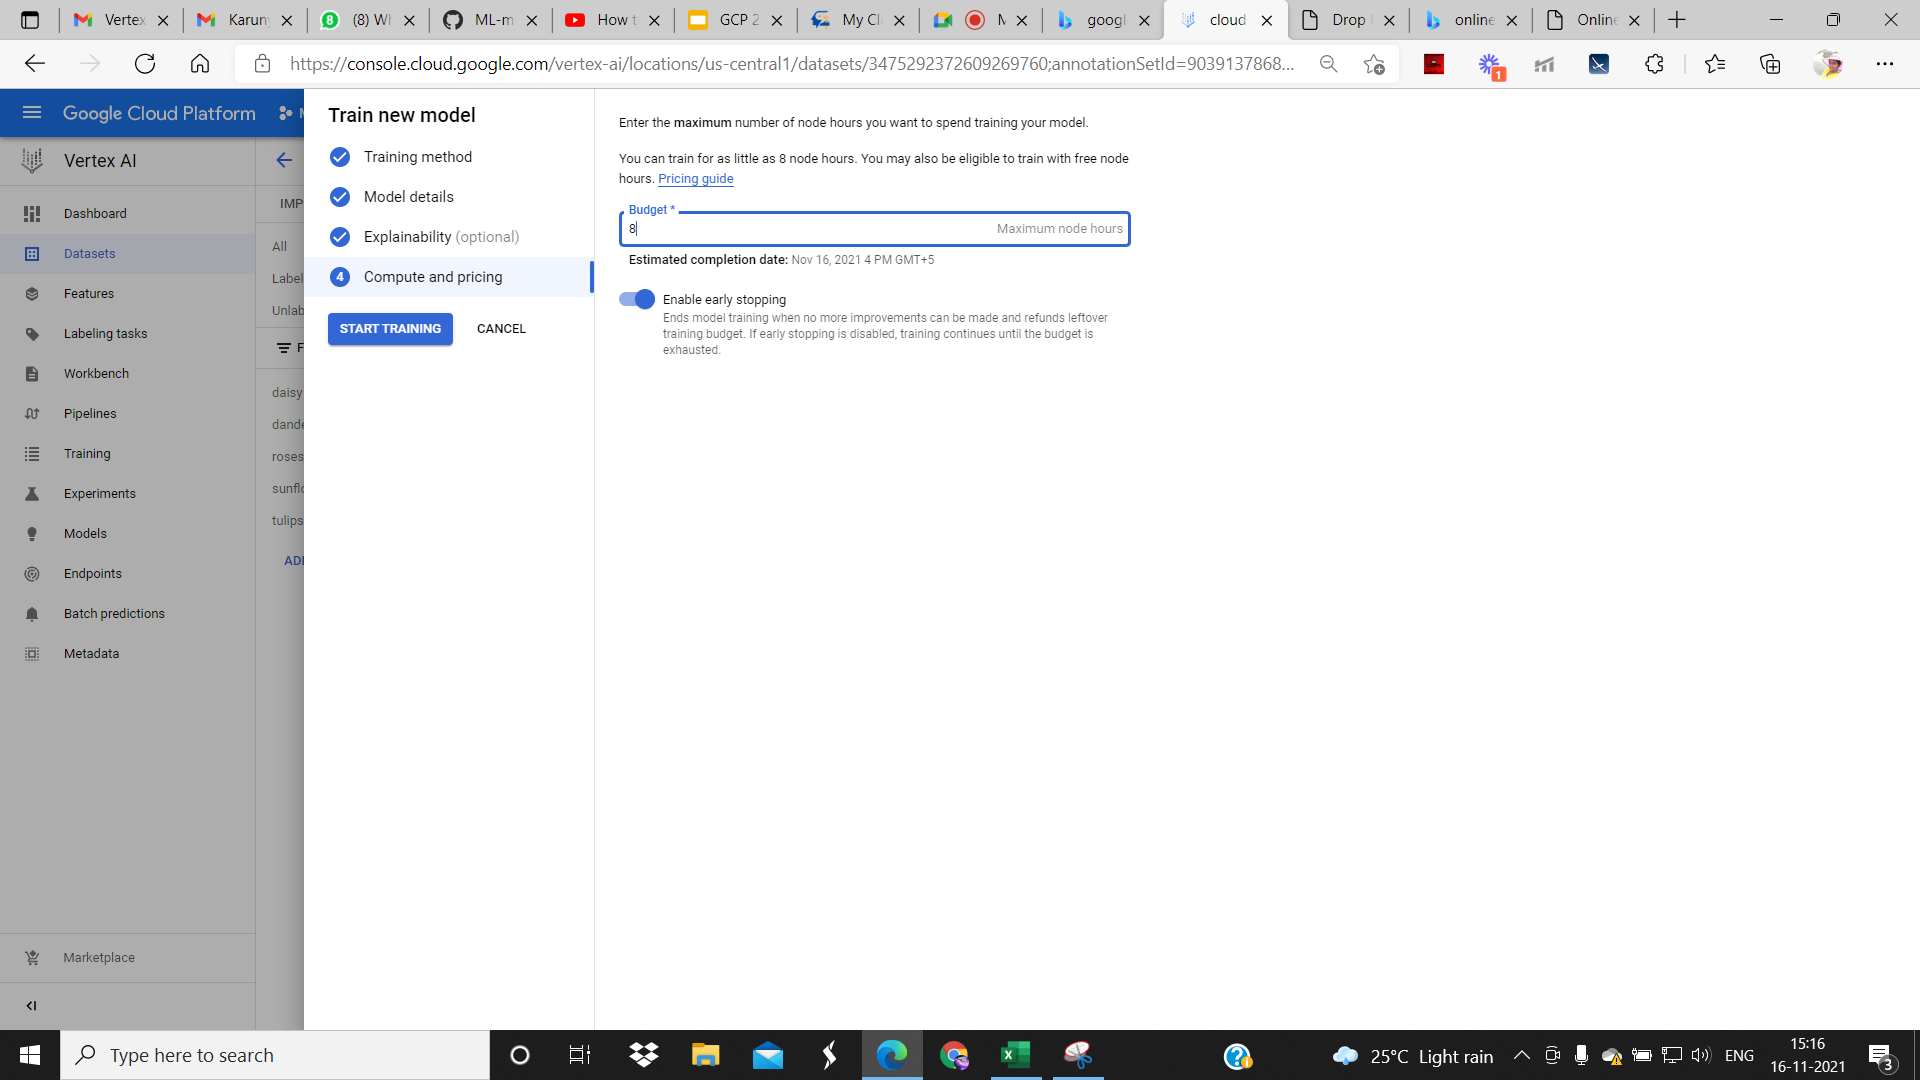 Vertex
Karun
(8) Wh
ML-m
How t
GCP 2
My Cl
M
googl
cloud
Drop
online
Online
https://console.cloud.google.com/vertex-ai/locations/us-central1/datasets/3475292372609269760;annotationSetId=9039137868...
1
Google Cloud Platform
Vertex AI
Dashboard
Datasets
Features
Labeling tasks
Workbench
Pipelines
Training
Experiments
Models
Endpoints
Batch predictions
Metadata
Marketplace
IMP
All
Label
Unlab
F
daisy
dande
roses
sunflo
tulips
ADD
Train new model
Training method
Model details
Explainability (optional)
4 Compute and pricing
START TRAINING CANCEL
Enter the maximum number of node hours you want to spend training your model.
You can train for as little as 8 node hours. You may also be eligible to train with free node
hours. Pricing guide
Budget *
8 Maximum node hours
Estimated completion date: Nov 16, 2021 4 PM GMT+5
Enable early stopping
Ends model training when no more improvements can be made and refunds leftover
training budget. If early stopping is disabled, training continues until the budget is
exhausted.
Type here to search
25°C Light rain
ENG
15:16
16-11-2021
3